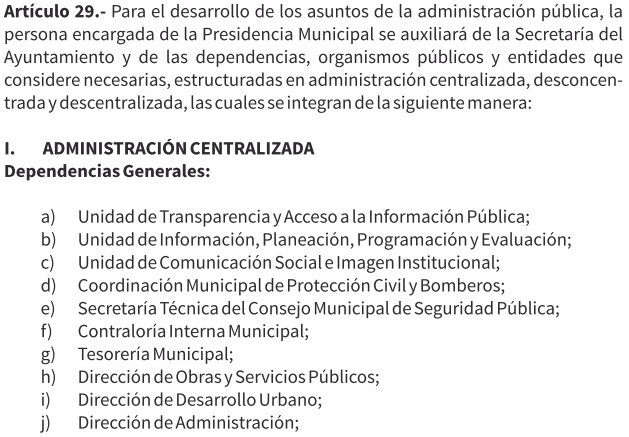 Artículo 29.- Para el desarrollo de los asuntos de la administración pública, la
persona encargada de la Presidencia Municipal se auxiliará de la Secretaría del
Ayuntamiento y de las dependencias, organismos públicos y entidades que
considere necesarias, estructuradas en administración centralizada, desconcen-
trada y descentralizada, las cuales se integran de la siguiente manera:
I. ADMINISTRACIÓN CENTRALIZADA
Dependencias Generales:
a) Unidad de Transparencia y Acceso a la Información Pública;
b) Unidad de Información, Planeación, Programación y Evaluación;
c) Unidad de Comunicación Social e Imagen Institucional;
d) Coordinación Municipal de Protección Civil y Bomberos;
e) Secretaría Técnica del Consejo Municipal de Seguridad Pública;
f) Contraloría Interna Municipal;
g) Tesorería Municipal;
h) Dirección de Obras y Servicios Públicos;
i) Dirección de Desarrollo Urbano;
j) Dirección de Administración;